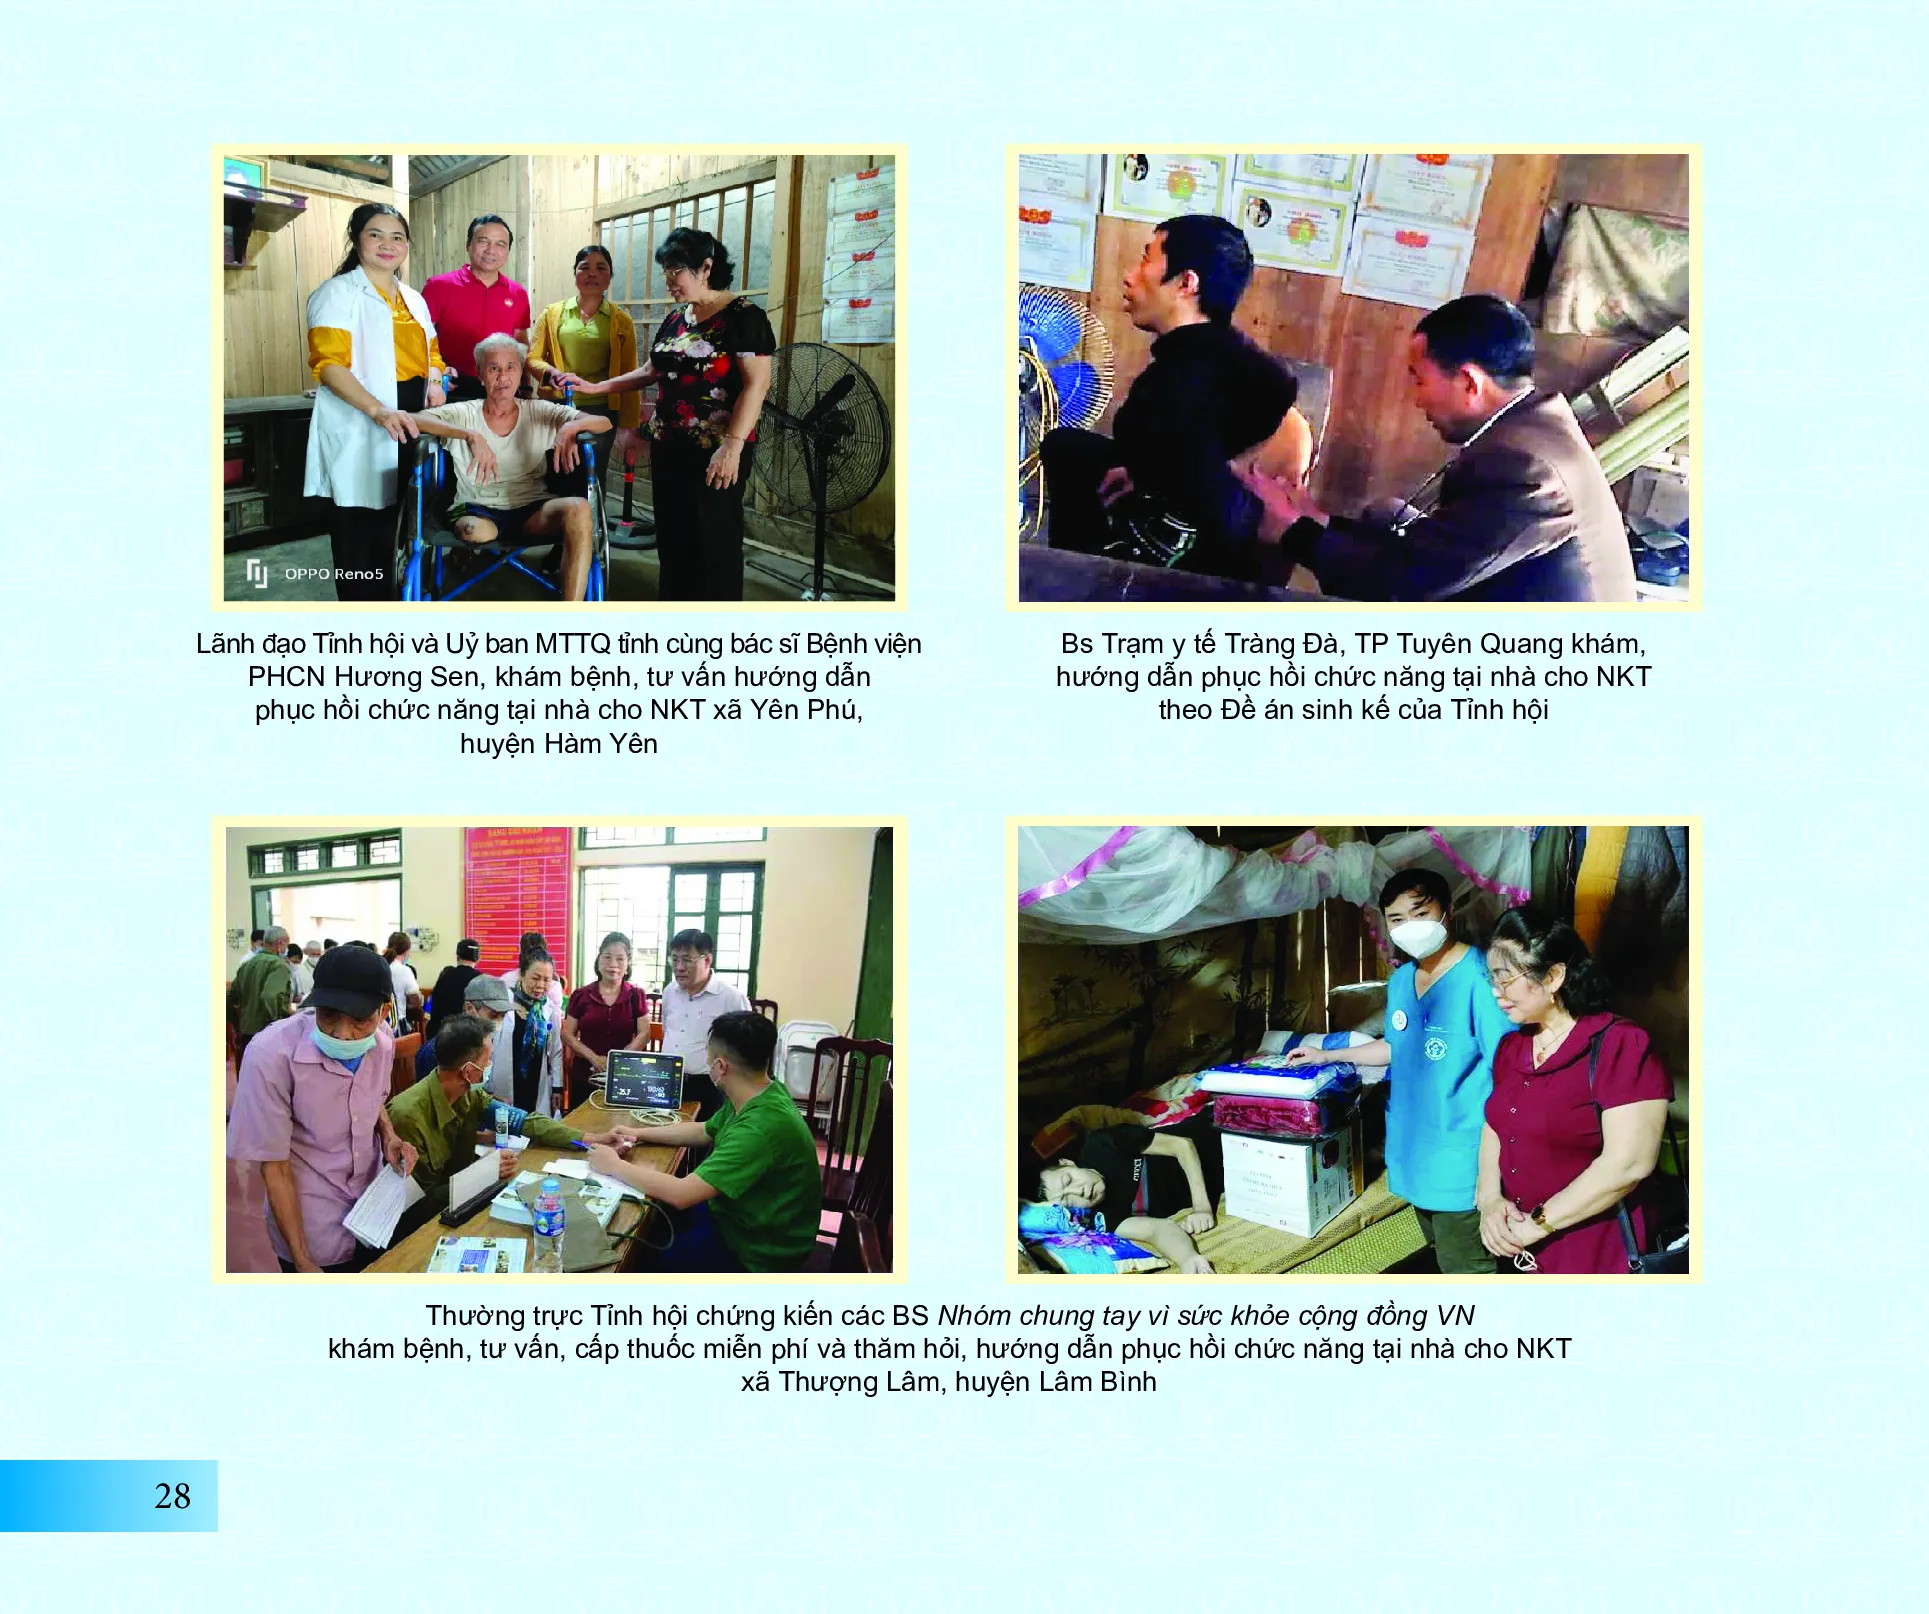 OPPO Reno5
Lãnh đạo Tỉnh hội và Uỷ ban MTTQ tỉnh cùng bác sĩ Bệnh viện
PHCN Hương Sen, khám bệnh, tư vấn hướng dẫn
phục hồi chức năng tại nhà cho NKT xã Yên Phú,
huyện Hàm Yên
Bs Trạm y tế Tràng Đà, TP Tuyên Quang khám,
hướng dẫn phục hồi chức năng tại nhà cho NKT
theo Đề án sinh kế của Tỉnh hội
Thường trực Tỉnh hội chứng kiến các BS Nhóm chung tay vì sức khỏe cộng đồng VN
khám bệnh, tư vấn, cấp thuốc miễn phí và thăm hỏi, hướng dẫn phục hồi chức năng tại nhà cho NKT
xã Thượng Lâm, huyện Lâm Bình
28